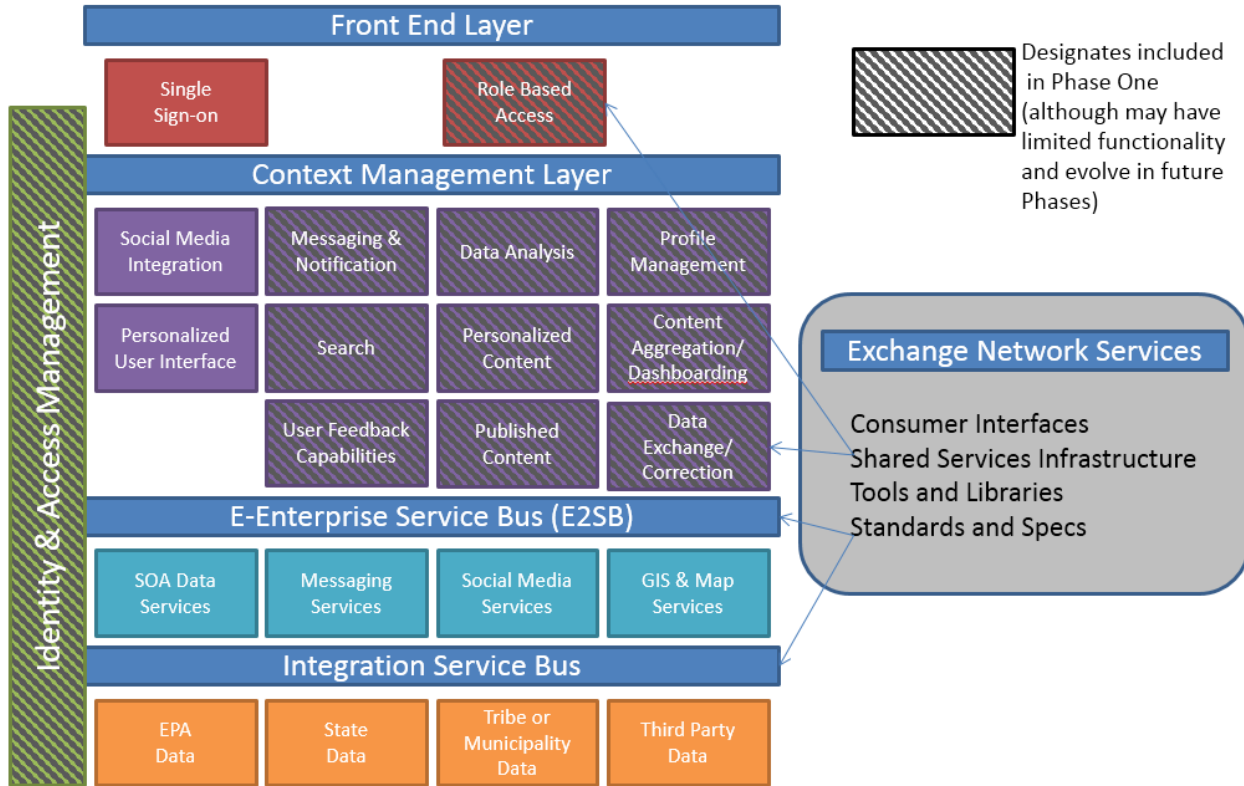 Front End Layer
Single
Sign-on
Role Based
Access
Designates included
in Phase One
(although may have
limited functionality
and evolve in future
Phases)
Identity & Access Management
Context Management Layer
Social Media
Integration
Messaging &
Notification
Data Analysis
Profile
Management
Personalized
User Interface
Search
Personalized
Content
Content
Aggregation/
Dashboarding
User Feedback
Capabilities
Published
Content
Data
Exchange/
Correction
Exchange Network Services
Consumer Interfaces
Shared Services Infrastructure
Tools and Libraries
Standards and Specs
E-Enterprise Service Bus (E2SB)
SOA Data
Services
Messaging
Services
Social Media
Services
GIS & Map
Services
Integration Service Bus
EPA
Data
State
Data
Tribe or
Municipality
Data
Third Party
Data